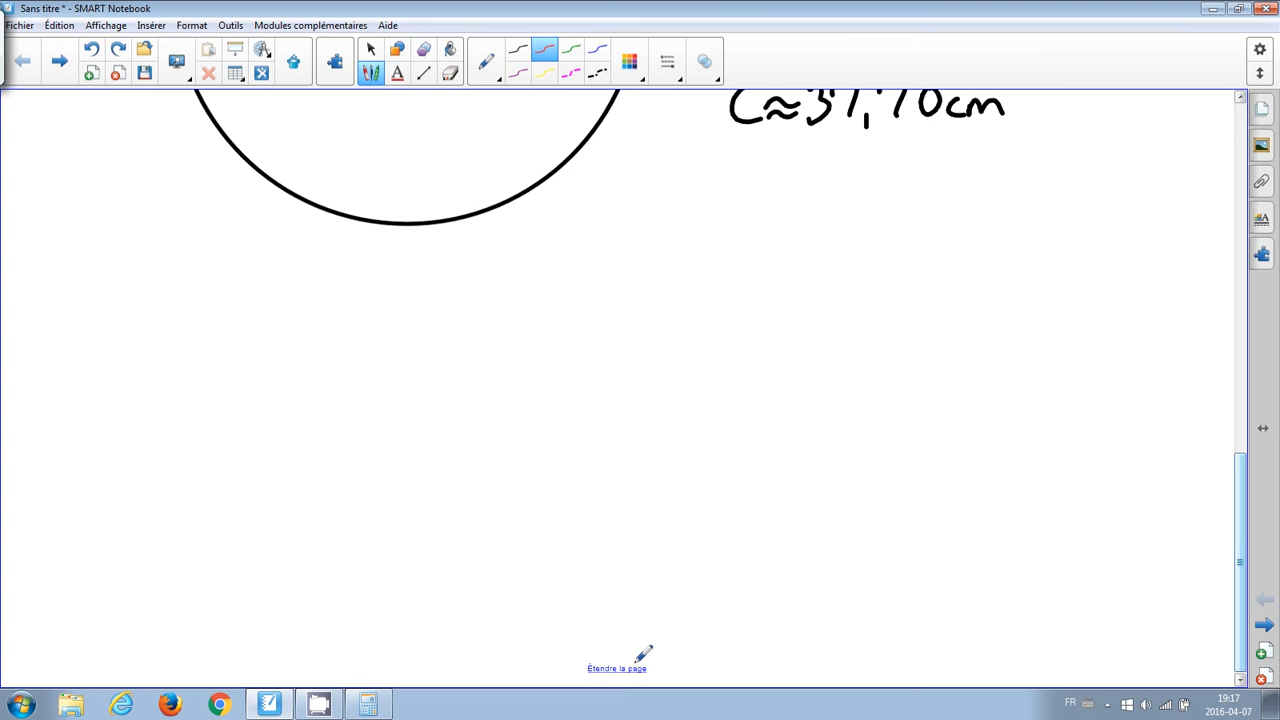 Sans titre * - SMART Notebook
Fichier Édition Affichage Insérer Format Outils Modules complémentaires Aide
C≈37,70cm
Étendre la page
FR
19:17
2016-04-07